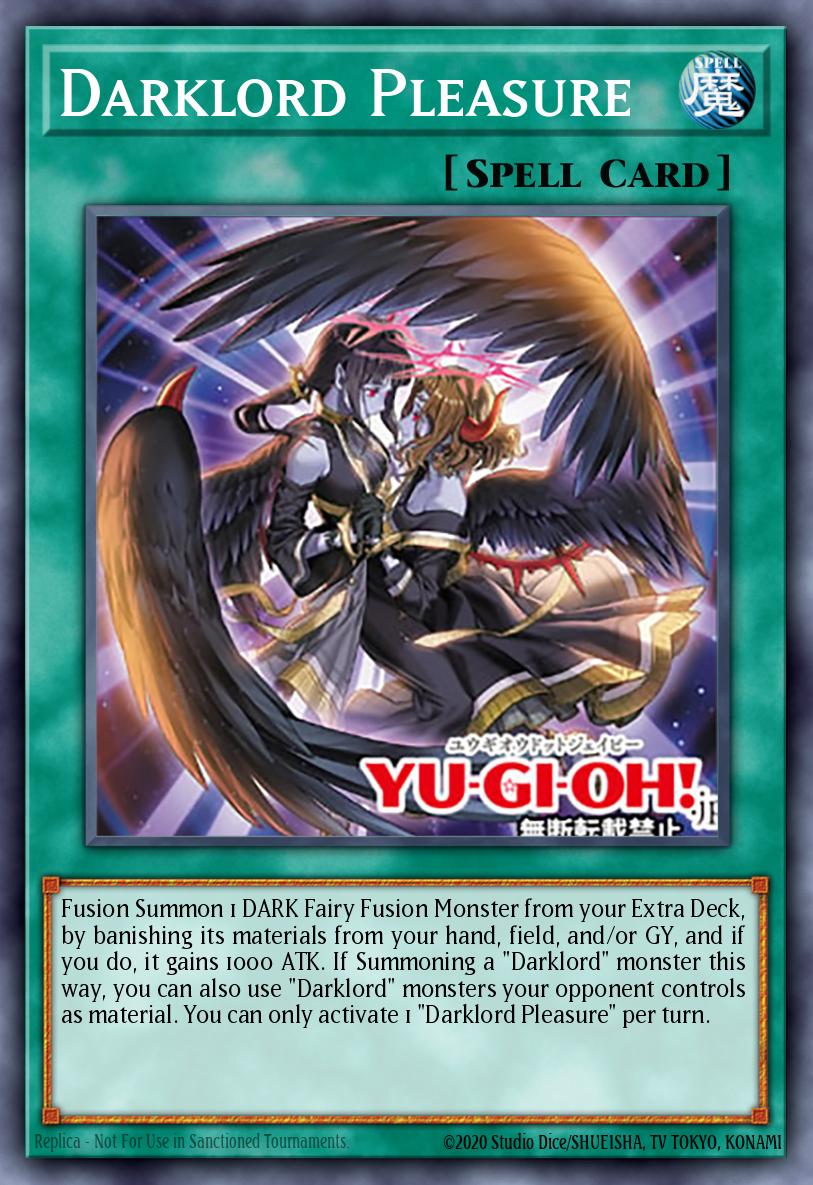 DARKLORD PLEASURE
SPELL
魔
[SPELL CARD]
ユウギオウドットジェイピー
YU-GI-OH!.jp
無断転載禁止
Fusion Summon 1 DARK Fairy Fusion Monster from your Extra Deck,
by banishing its materials from your hand, field, and/or GY, and if
you do, it gains 1000 ATK. If Summoning a "Darklord" monster this
way, you can also use "Darklord" monsters your opponent controls
as material. You can only activate 1 "Darklord Pleasure" per turn.
Replica - Not For Use in Sanctioned Tournaments.
©2020 Studio Dice/SHUEISHA, TV TOKYO, KONAMI